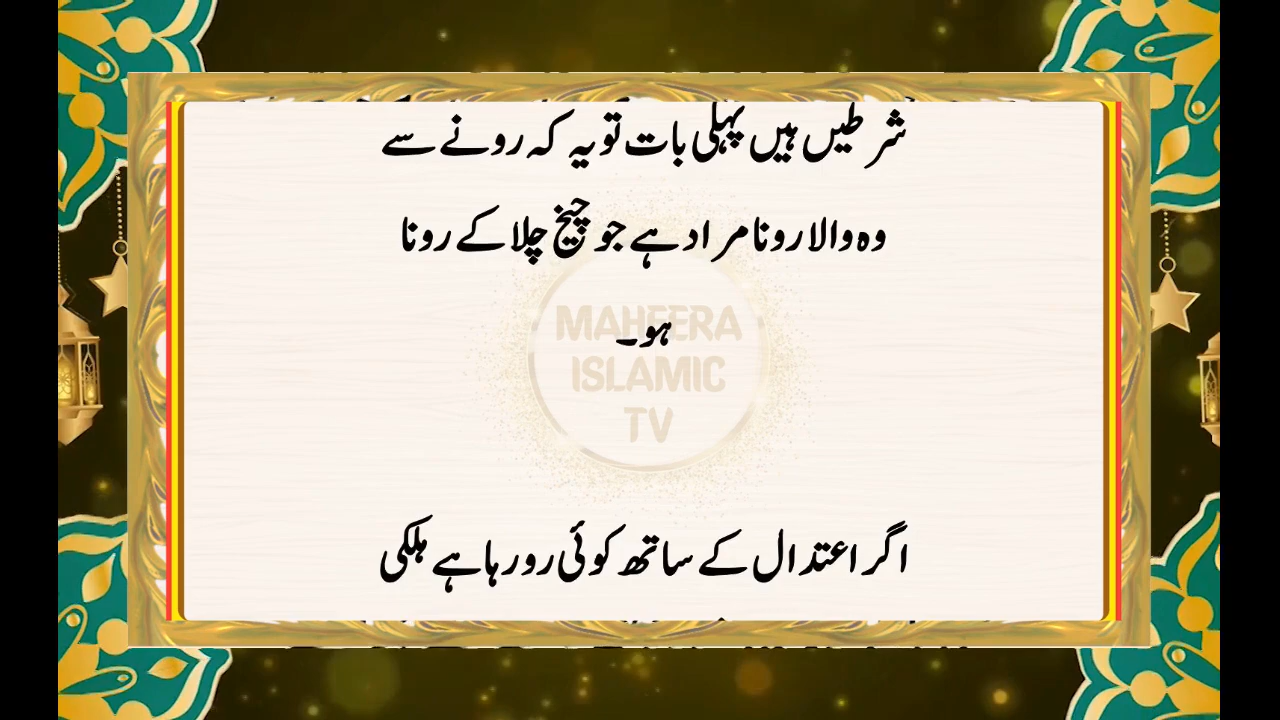 شرطیں ہیں پہلی بات تو یہ کہ رونے سے
وہ والا رونا مراد ہے جو چیخ چلا کے رونا
ہو۔
MAHEERA
ISLAMIC
TV
اگر اعتدال کے ساتھ کوئی رو رہا ہے ہلکی